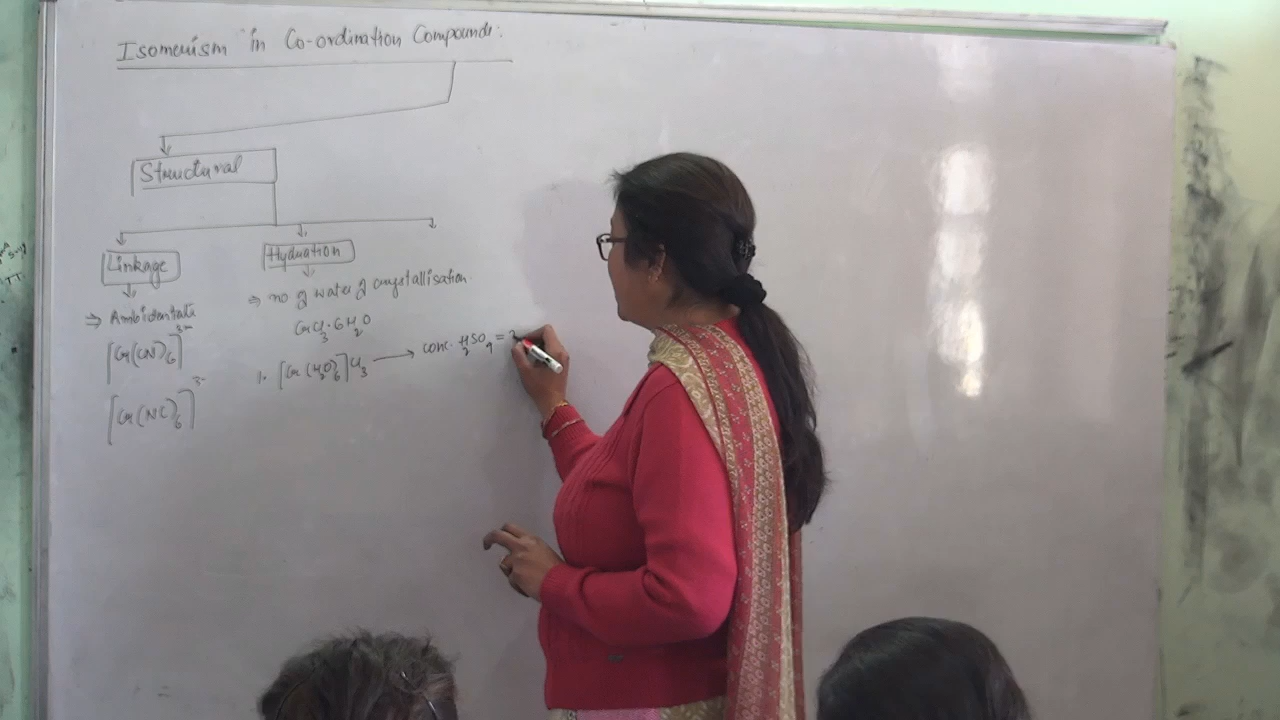 Isomerism in Co-ordination Compounds:
Structural
Linkage
Hydration
⇒ Ambidentate
⇒ no of water of crystallisation
[Cr(CN)6]3-
CrCl3.6H2O
1. [Cr(H2O)6]Cl3 → conc. H2SO4 =
[Cr(NC)6]3-